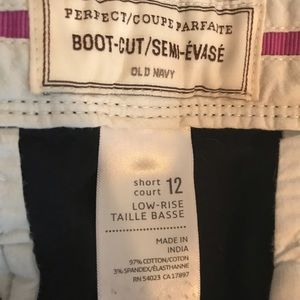 PERFECT/COUPE PARFAITE
BOOT-CUT/SEMI-ÉVASÉ
OLD NAVY
short
court 12
LOW-RISE
TAILLE BASSE
MADE IN
INDIA
97% COTTON/COTON
3% SPANDEX/ÉLASTHANNE
RN 54023 CA 17897